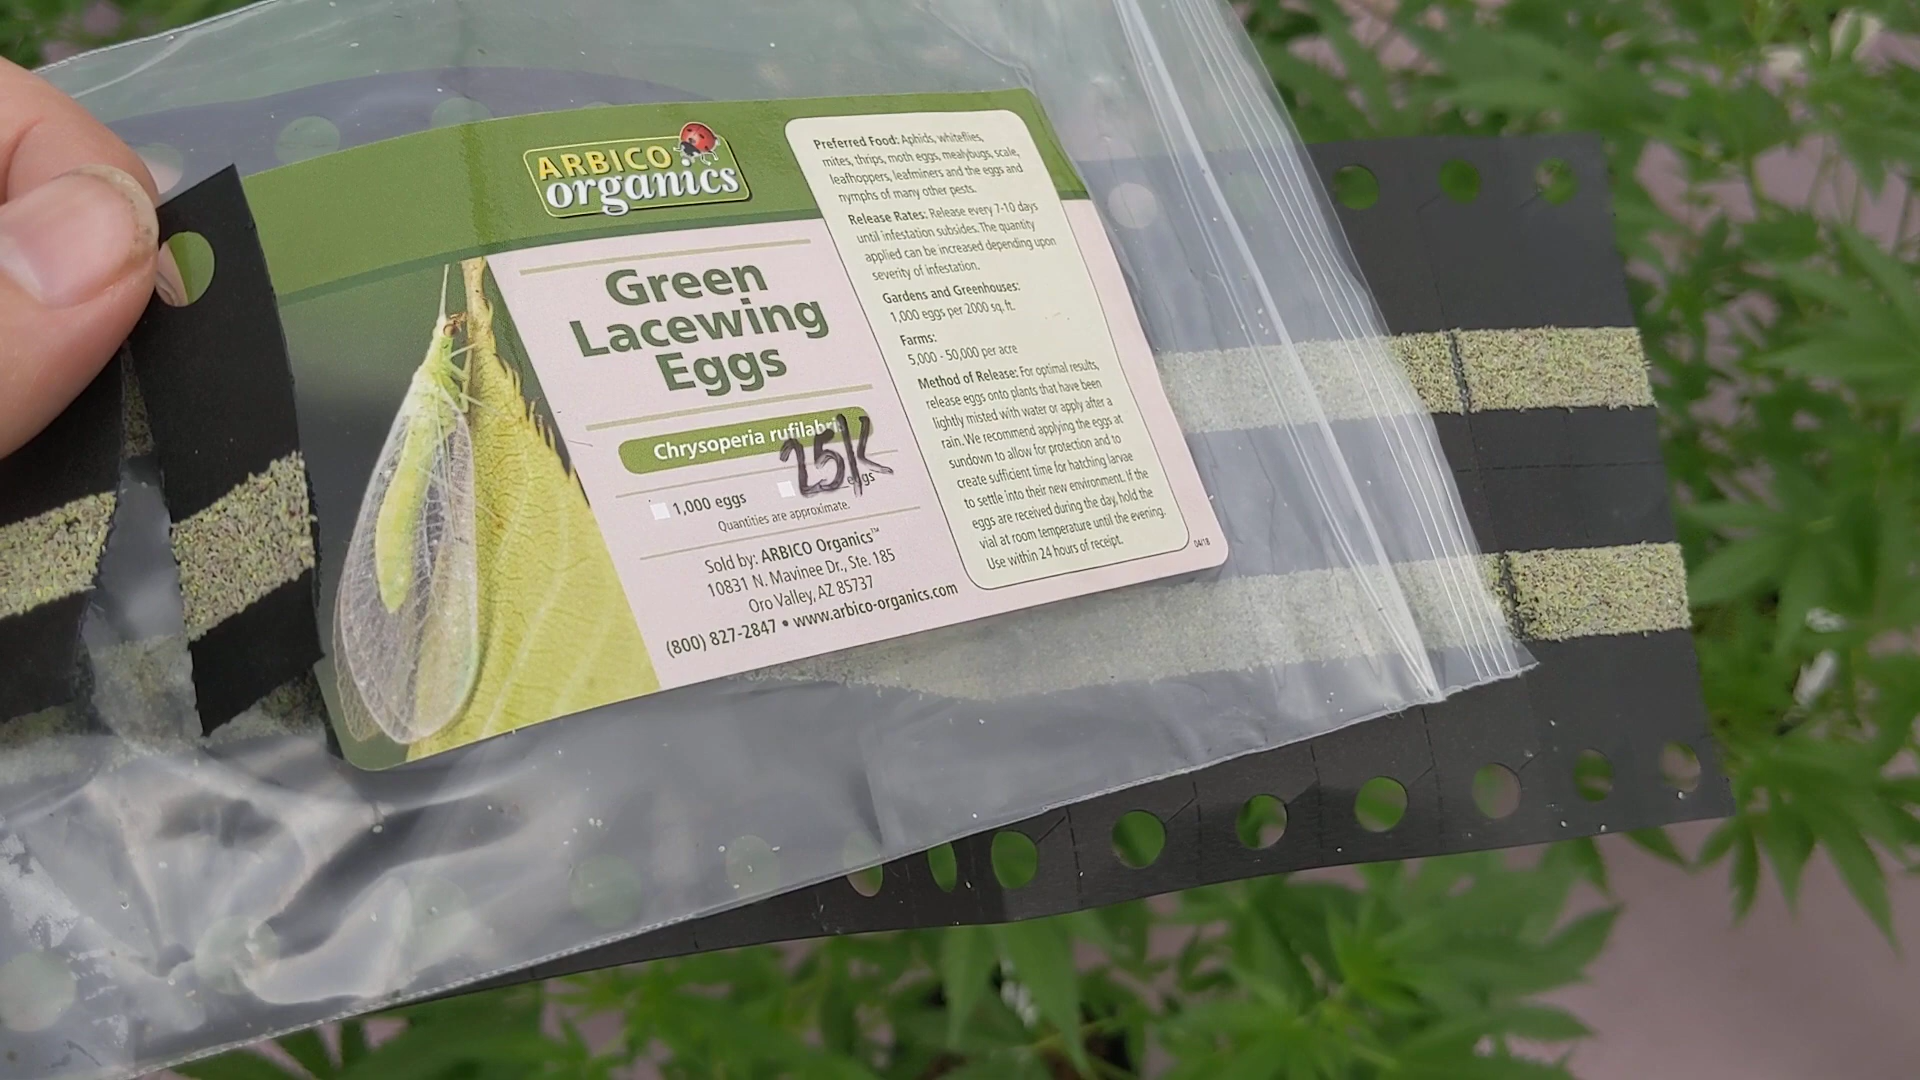 ARBICO
organics
Green
Lacewing
Eggs
Chrysoperia rufilabri
25K
1,000 eggs
eggs
Quantities are approximate.
Sold by: ARBICO Organics™
10831 N. Mavinee Dr., Ste. 185
Oro Valley, AZ 85737
(800) 827-2847 • www.arbico-organics.com
Preferred Food: Aphids, whiteflies,
mites, thrips, moth eggs, mealybugs, scale,
leafhoppers, leafminers and the eggs and
nymphs of many other pests.
Release Rates: Release every 7-10 days
until infestation subsides. The quantity
applied can be increased depending upon
severity of infestation.
Gardens and Greenhouses:
1,000 eggs per 2000 sq. ft.
Farms:
5,000 - 50,000 per acre
Method of Release: For optimal results,
release eggs onto plants that have been
lightly misted with water or apply after a
rain. We recommend applying the eggs at
sundown to allow for protection and to
create sufficient time for hatching larvae
to settle into their new environment. If the
eggs are received during the day, hold the
vial at room temperature until the evening.
Use within 24 hours of receipt.
04/18